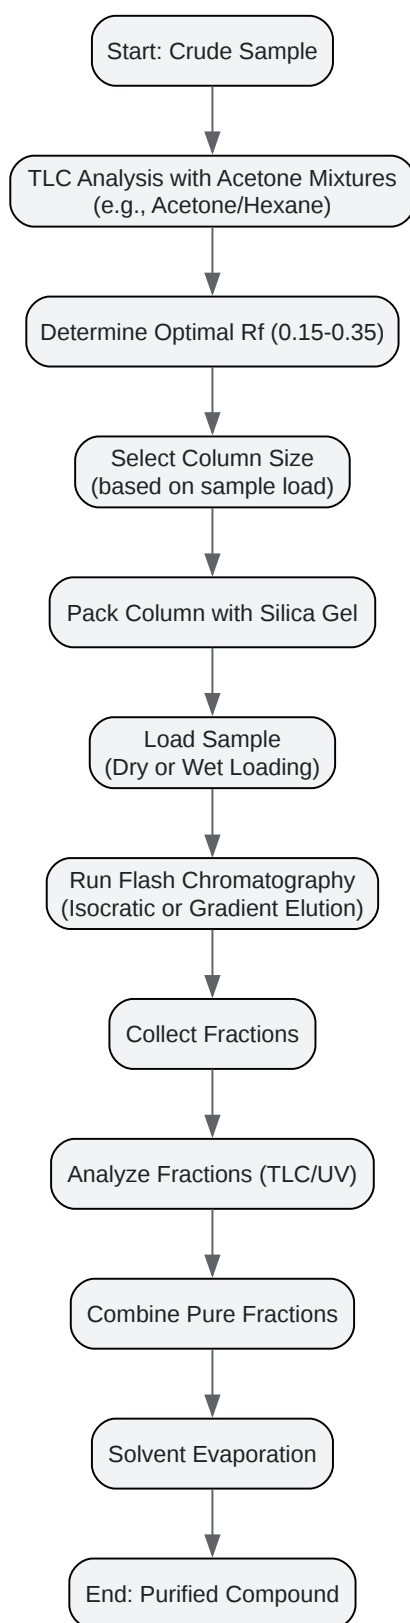 Start: Crude Sample
TLC Analysis with Acetone Mixtures
(e.g., Acetone/Hexane)
Determine Optimal Rf (0.15-0.35)
Select Column Size
(based on sample load)
Pack Column with Silica Gel
Load Sample
(Dry or Wet Loading)
Run Flash Chromatography
(Isocratic or Gradient Elution)
Collect Fractions
Analyze Fractions (TLC/UV)
Combine Pure Fractions
Solvent Evaporation
End: Purified Compound